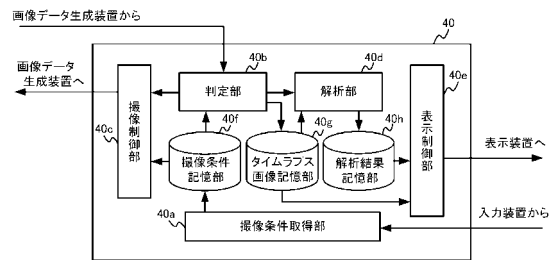 画像データ生成装置から
40
画像データ
生成装置へ
40b
判定部
40d
解析部
40e
表示制御部
40c
撮像制御部
40f
撮像条件
記憶部
40g
タイムラプス
画像記憶部
40h
解析結果
記憶部
表示装置へ
40a
撮像条件取得部
入力装置から